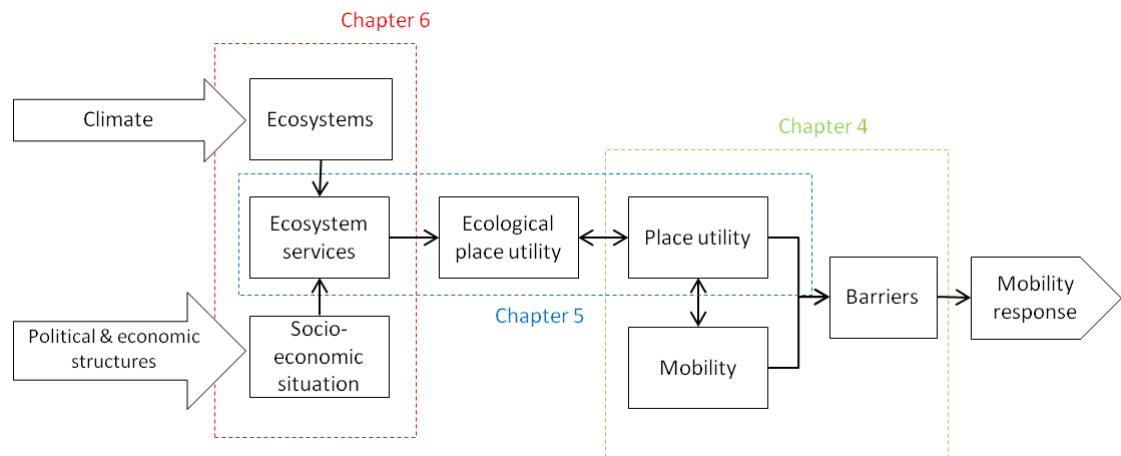 Chapter 6
Climate
Ecosystems
Chapter 4
Ecosystem
services
Ecological
place utility
Place utility
Barriers
Mobility
response
Chapter 5
Political & economic
structures
Socio-
economic
situation
Mobility